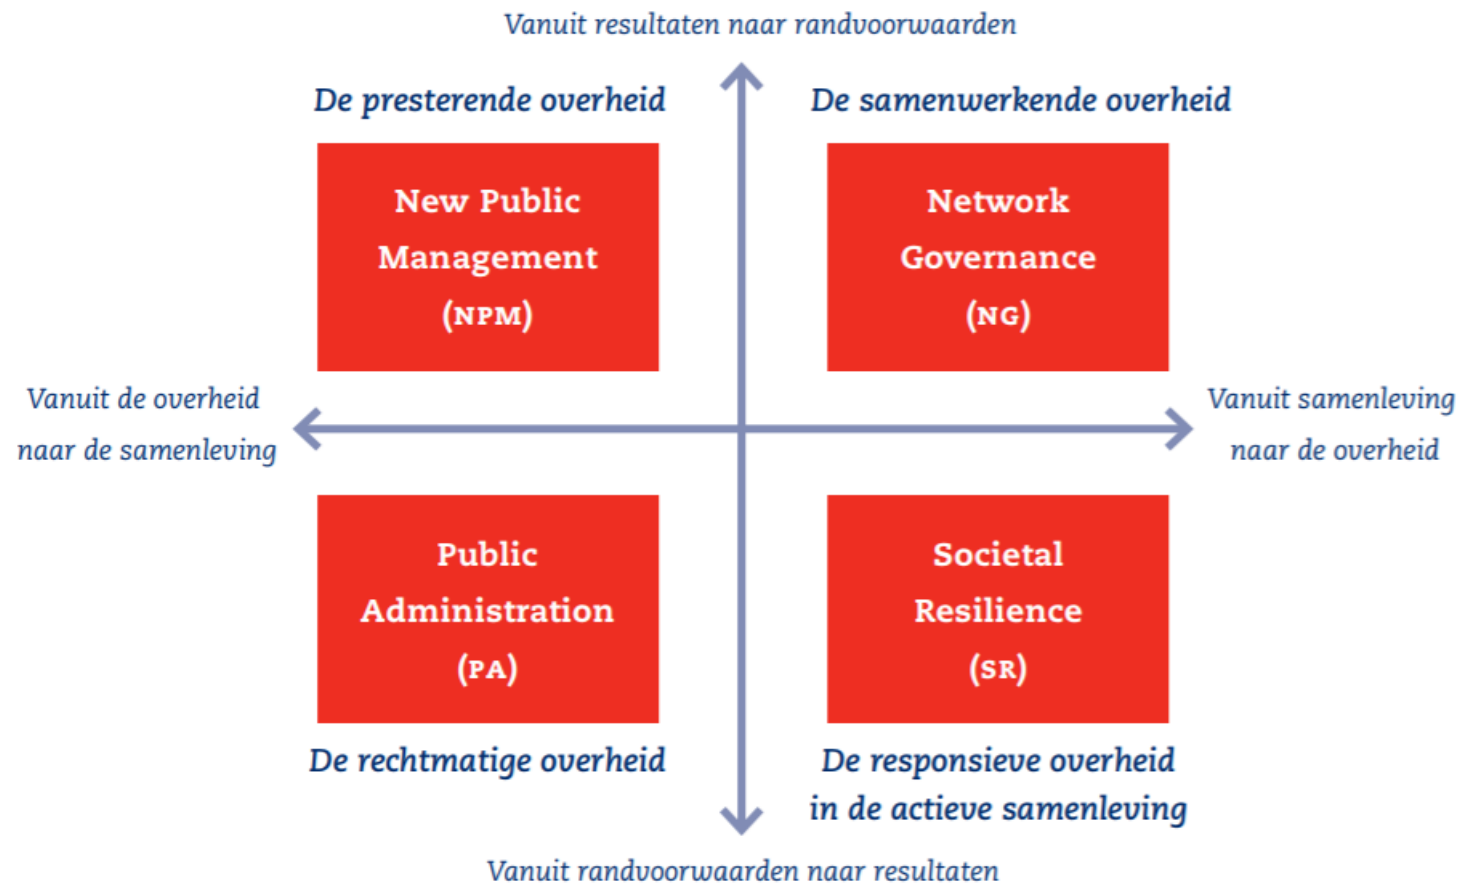 Vanuit resultaten naar randvoorwaarden
De presterende overheid
De samenwerkende overheid
New Public
Management
(NPM)
Network
Governance
(NG)
Vanuit de overheid
naar de samenleving
Vanuit samenleving
naar de overheid
Public
Administration
(PA)
Societal
Resilience
(SR)
De rechtmatige overheid
De responsieve overheid
in de actieve samenleving
Vanuit randvoorwaarden naar resultaten